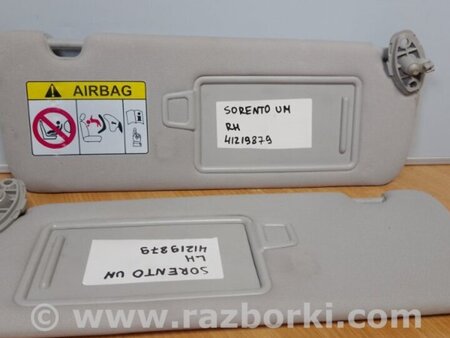 AIRBAG
SORENTO UM
RH
41219879
SORENTO UM
LH
41219879
www.razborki.com